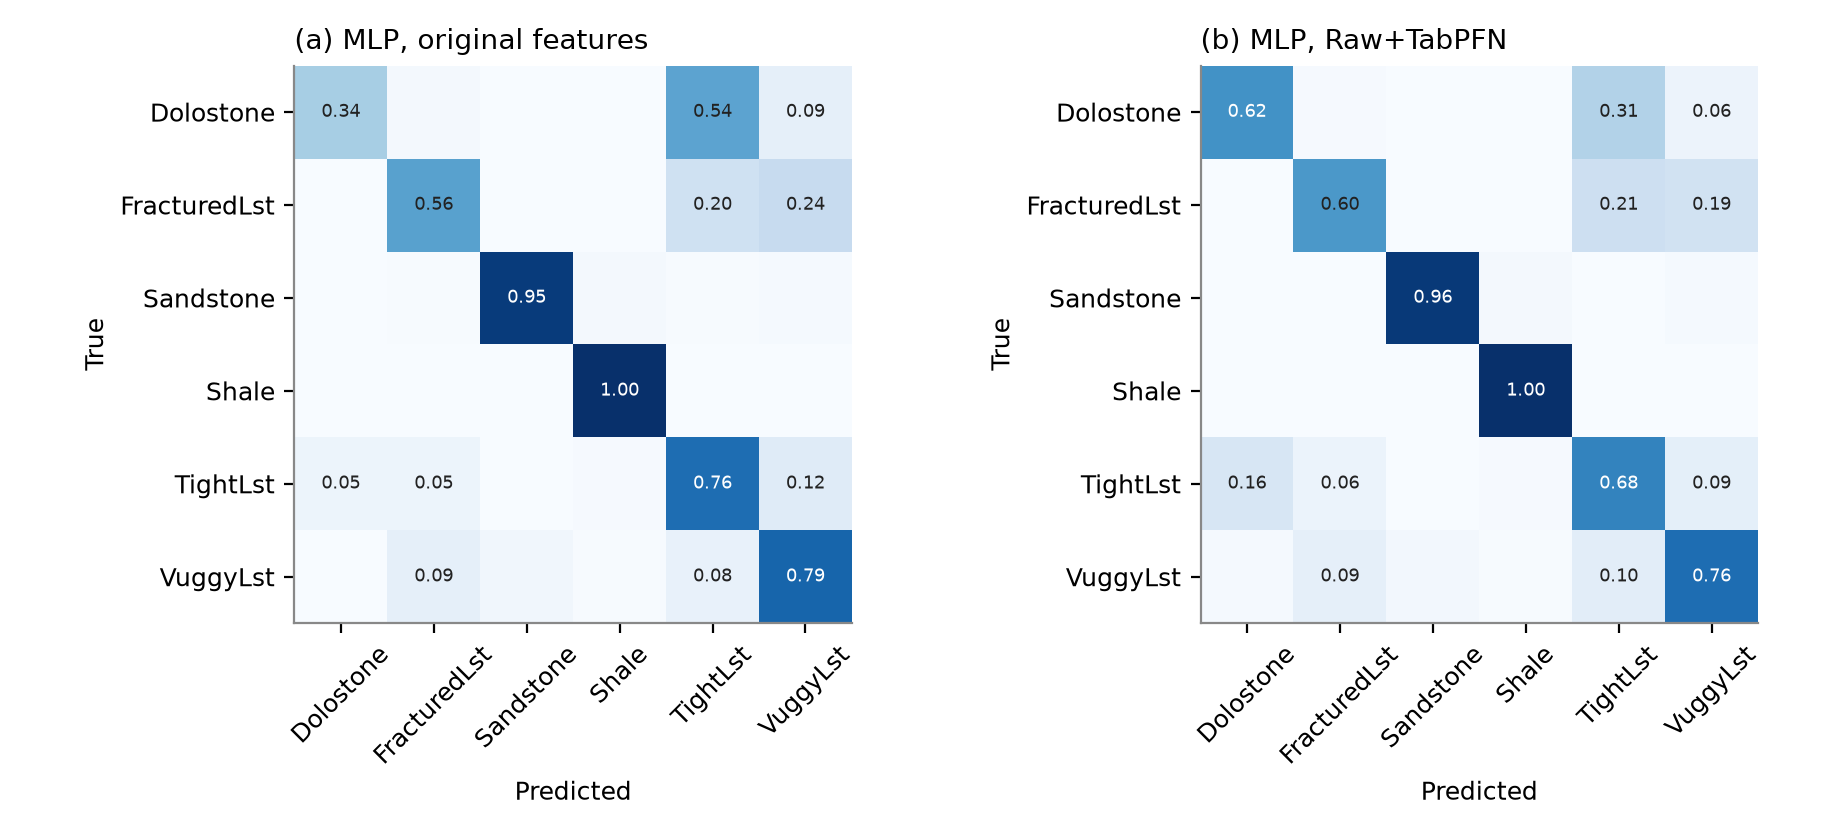 (a) MLP, original features
True
Dolostone 0.34 0.54 0.09
FracturedLst 0.56 0.20 0.24
Sandstone 0.95
Shale 1.00
TightLst 0.05 0.05 0.76 0.12
VuggyLst 0.09 0.08 0.79
Dolostone FracturedLst Sandstone Shale TightLst VuggyLst
Predicted
(b) MLP, Raw+TabPFN
True
Dolostone 0.62 0.31 0.06
FracturedLst 0.60 0.21 0.19
Sandstone 0.96
Shale 1.00
TightLst 0.16 0.06 0.68 0.09
VuggyLst 0.09 0.10 0.76
Dolostone FracturedLst Sandstone Shale TightLst VuggyLst
Predicted